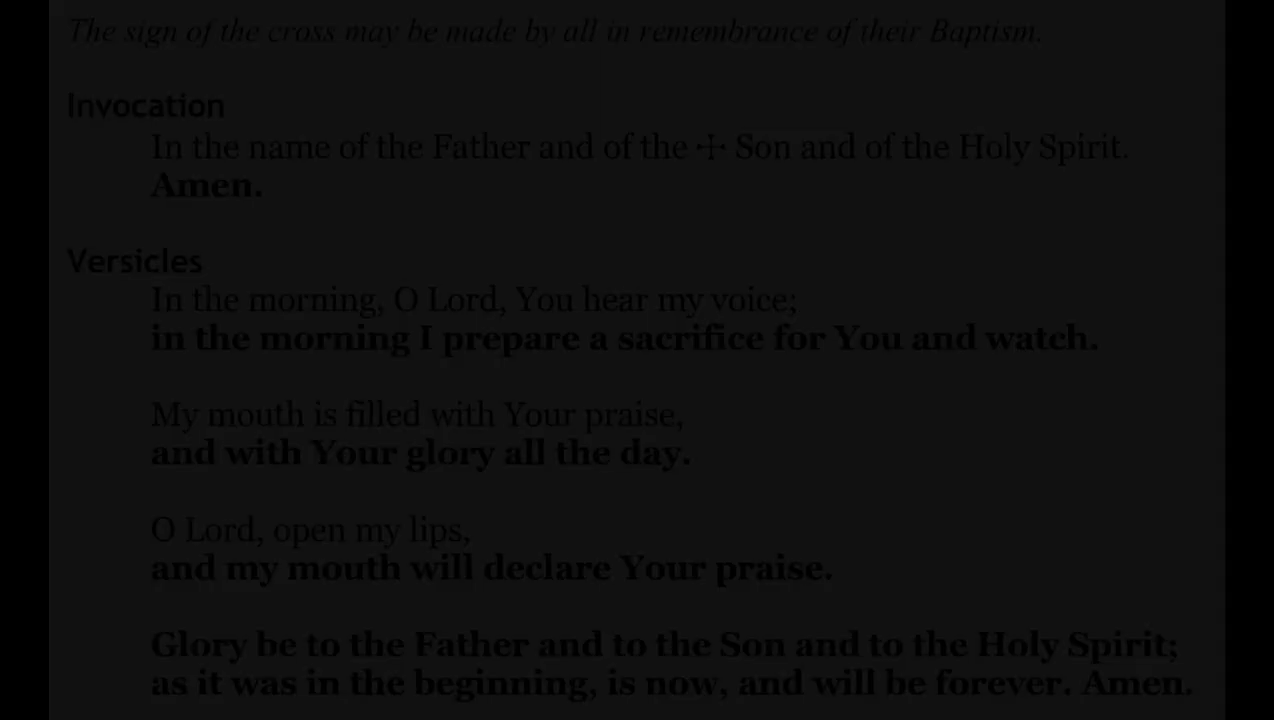 The sign of the cross may be made by all in remembrance of their Baptism.
Invocation
In the name of the Father and of the ☩ Son and of the Holy Spirit.
Amen.
Versicles
In the morning, O Lord, You hear my voice;
in the morning I prepare a sacrifice for You and watch.
My mouth is filled with Your praise,
and with Your glory all the day.
O Lord, open my lips,
and my mouth will declare Your praise.
Glory be to the Father and to the Son and to the Holy Spirit;
as it was in the beginning, is now, and will be forever. Amen.